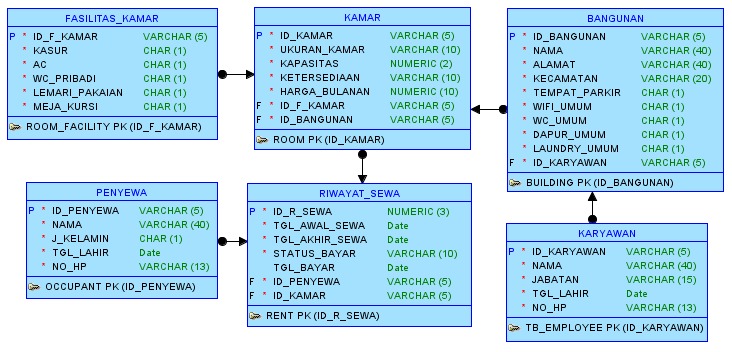 FASILITAS_KAMAR
P * ID_F_KAMAR VARCHAR (5)
* KASUR CHAR (1)
* AC CHAR (1)
* WC_PRIBADI CHAR (1)
* LEMARI_PAKAIAN CHAR (1)
* MEJA_KURSI CHAR (1)
ROOM_FACILITY PK (ID_F_KAMAR)
KAMAR
P * ID_KAMAR VARCHAR (5)
* UKURAN_KAMAR VARCHAR (10)
* KAPASITAS NUMERIC (2)
* KETERSEDIAAN VARCHAR (10)
* HARGA_BULANAN NUMERIC (10)
F * ID_F_KAMAR VARCHAR (5)
F * ID_BANGUNAN VARCHAR (5)
ROOM PK (ID_KAMAR)
BANGUNAN
P * ID_BANGUNAN VARCHAR (5)
* NAMA VARCHAR (40)
* ALAMAT VARCHAR (40)
* KECAMATAN VARCHAR (20)
* TEMPAT_PARKIR CHAR (1)
* WIFI_UMUM CHAR (1)
* WC_UMUM CHAR (1)
* DAPUR_UMUM CHAR (1)
* LAUNDRY_UMUM CHAR (1)
F * ID_KARYAWAN VARCHAR (5)
BUILDING PK (ID_BANGUNAN)
PENYEWA
P * ID_PENYEWA VARCHAR (5)
* NAMA VARCHAR (40)
* J_KELAMIN CHAR (1)
* TGL_LAHIR Date
* NO_HP VARCHAR (13)
OCCUPANT PK (ID_PENYEWA)
RIWAYAT_SEWA
P * ID_R_SEWA NUMERIC (3)
* TGL_AWAL_SEWA Date
* TGL_AKHIR_SEWA Date
* STATUS_BAYAR VARCHAR (10)
TGL_BAYAR Date
F * ID_PENYEWA VARCHAR (5)
F * ID_KAMAR VARCHAR (5)
RENT PK (ID_R_SEWA)
KARYAWAN
P * ID_KARYAWAN VARCHAR (5)
* NAMA VARCHAR (40)
* JABATAN VARCHAR (15)
* TGL_LAHIR Date
* NO_HP VARCHAR (13)
TB_EMPLOYEE PK (ID_KARYAWAN)